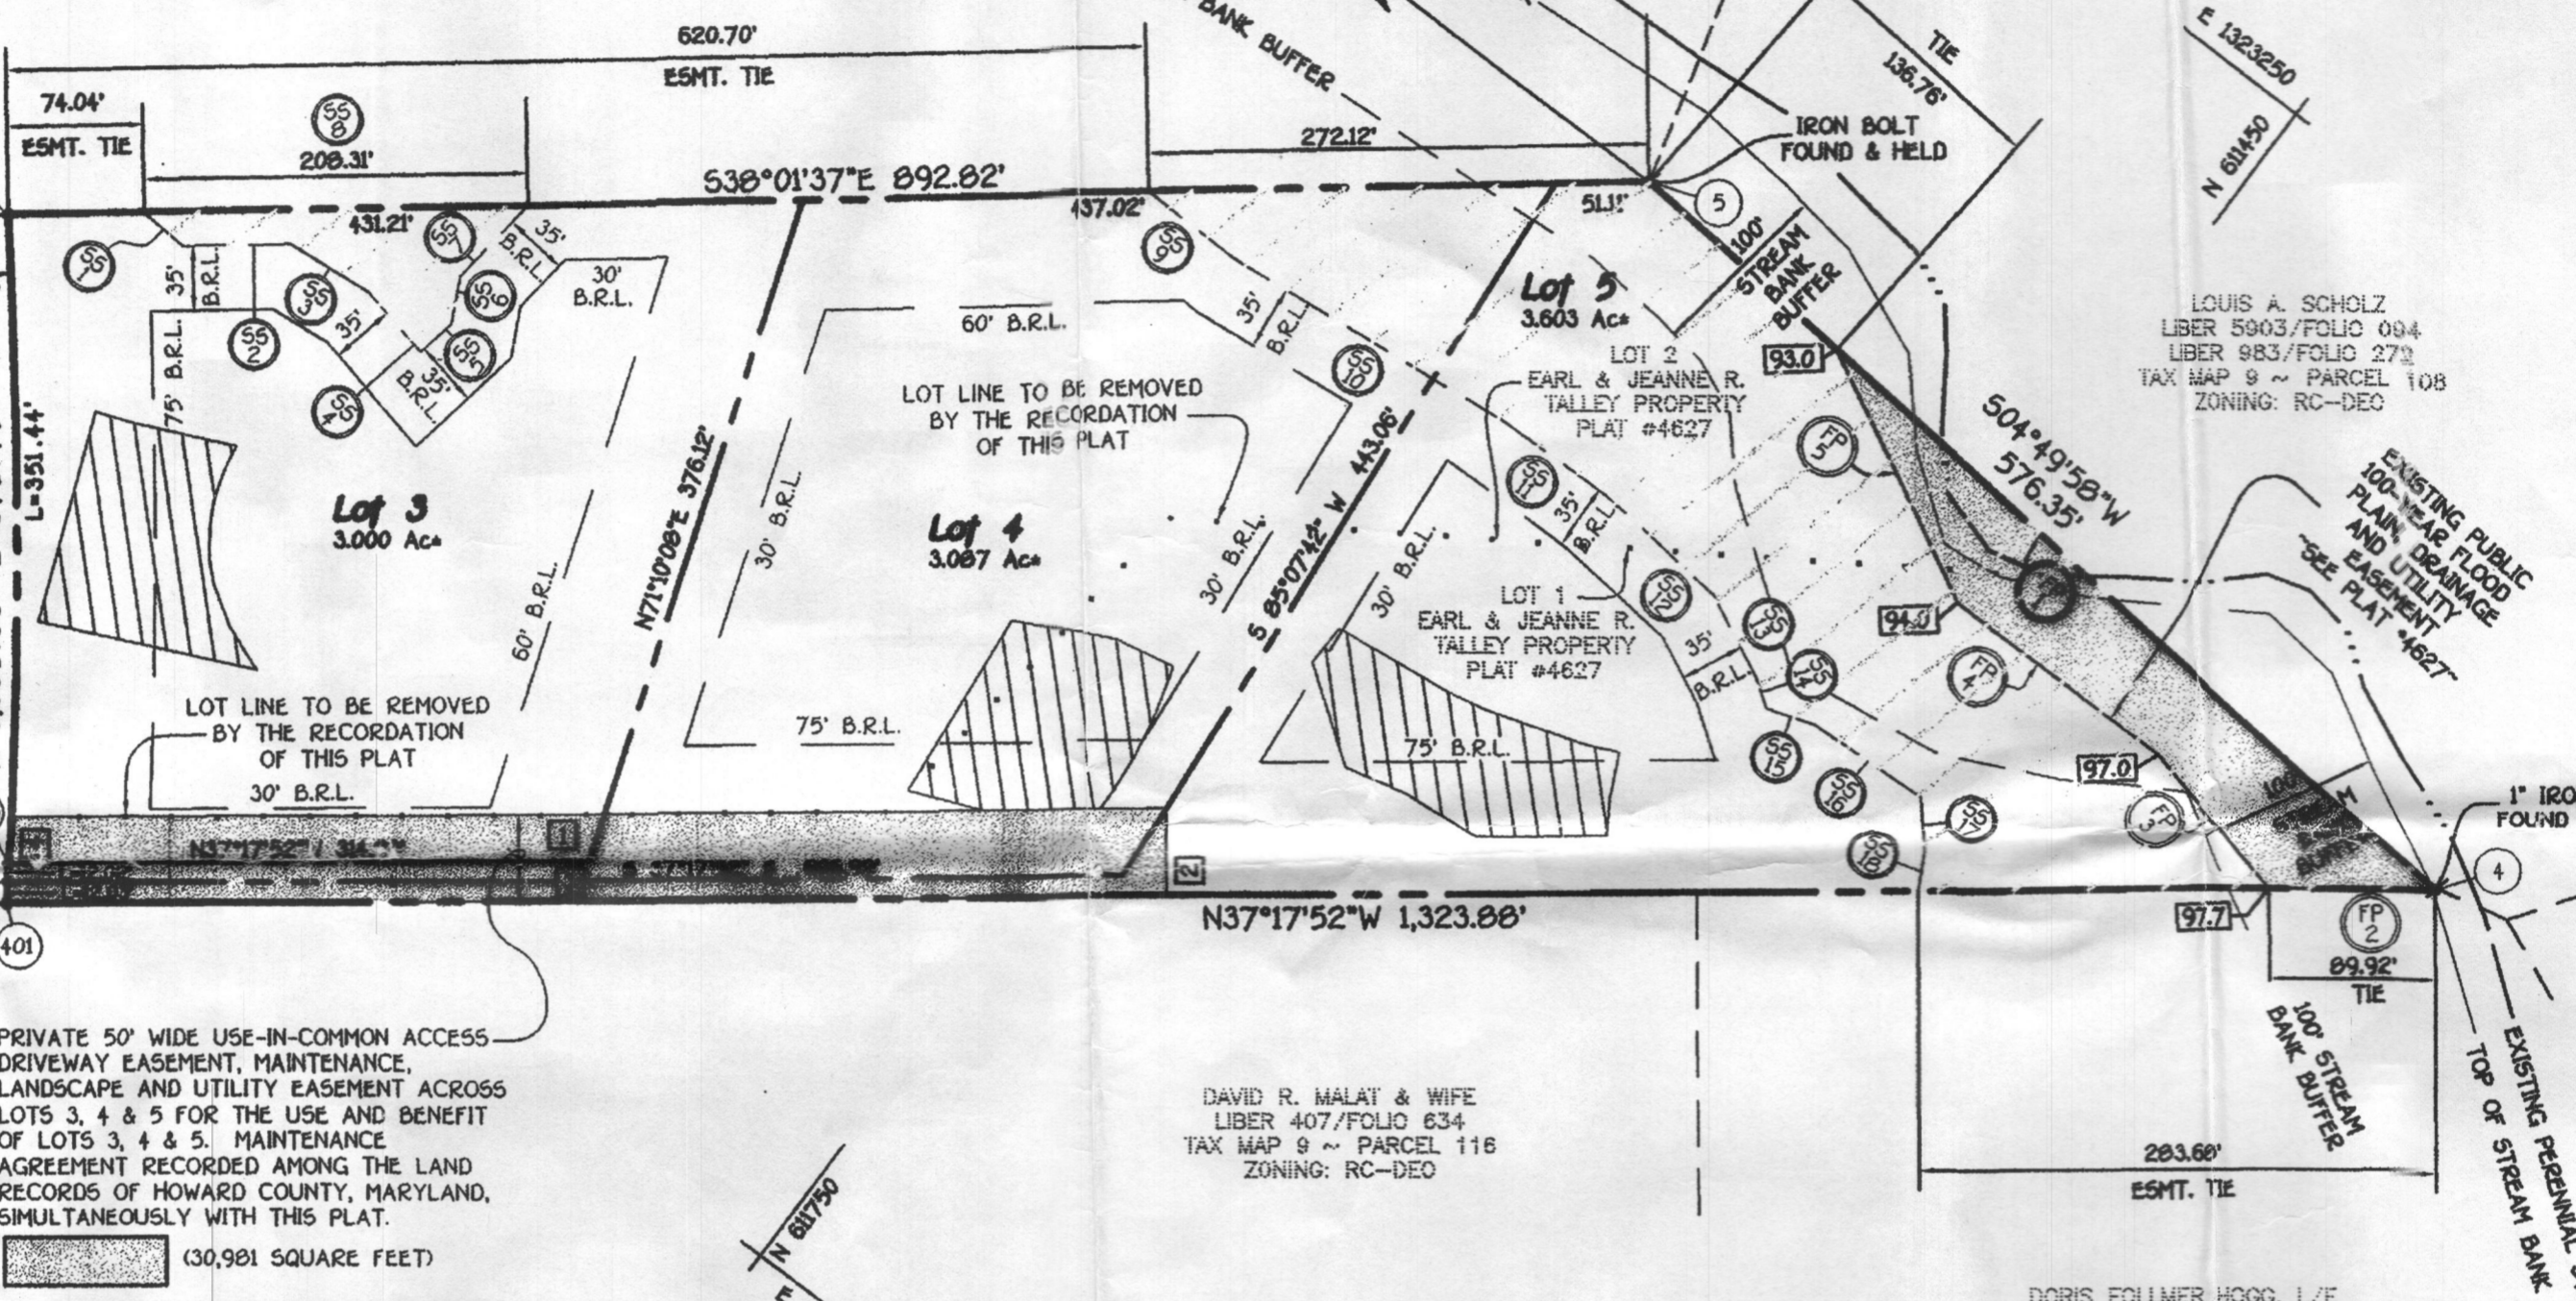 620.70'
ESMT. TIE
74.04'
ESMT. TIE
SS
8
208.31'
BANK BUFFER
272.12'
TIE
136.76'
IRON BOLT
FOUND & HELD
E 1323250
N 611450
S38°01'37"E 892.82'
431.21'
437.02'
5
SS
1
SS
2
SS
3
SS
4
SS
5
SS
6
SS
7
SS
9
SS
10
SS
11
SS
12
SS
13
SS
14
SS
15
SS
16
SS
17
SS
18
35'
B.R.L.
35'
35'
B.R.L.
35'
B.R.L.
30'
B.R.L.
75' B.R.L.
60' B.R.L.
35'
B.R.L.
100'
STREAM
BANK
BUFFER
Lot 5
3.603 Ac±
LOT 2
EARL & JEANNE R.
TALLEY PROPERTY
PLAT #4627
93.0
LOUIS A. SCHOLZ
LIBER 5903/FOLIO 094
LIBER 983/FOLIO 272
TAX MAP 9 ~ PARCEL 108
ZONING: RC-DEO
S04°49'58"W
576.35'
LOT LINE TO BE REMOVED
BY THE RECORDATION
OF THIS PLAT
L=351.44'
Lot 3
3.000 Ac±
N71°10'08"E 376.12'
30' B.R.L.
Lot 4
3.087 Ac±
30' B.R.L.
S 85°07'42" W 443.06'
30' B.R.L.
35'
B.R.L.
FP
5
EXISTING PUBLIC
100-YEAR FLOOD
PLAIN, DRAINAGE
AND UTILITY
EASEMENT
"SEE PLAT #4627"
60' B.R.L.
LOT 1
EARL & JEANNE R.
TALLEY PROPERTY
PLAT #4627
35'
B.R.L.
94.0
FP
1
FP
4
LOT LINE TO BE REMOVED
BY THE RECORDATION
OF THIS PLAT
30' B.R.L.
75' B.R.L.
75' B.R.L.
97.0
FP
3
1" IRO
FOUND
4
1
2
N37°17'52"W 1,323.88'
401
97.7
FP
2
89.92'
TIE
100' STREAM
BANK BUFFER
EXISTING PERENNIAL
TOP OF STREAM BANK
PRIVATE 50' WIDE USE-IN-COMMON ACCESS
DRIVEWAY EASEMENT, MAINTENANCE,
LANDSCAPE AND UTILITY EASEMENT ACROSS
LOTS 3, 4 & 5 FOR THE USE AND BENEFIT
OF LOTS 3, 4 & 5. MAINTENANCE
AGREEMENT RECORDED AMONG THE LAND
RECORDS OF HOWARD COUNTY, MARYLAND,
SIMULTANEOUSLY WITH THIS PLAT.
(30,981 SQUARE FEET)
DAVID R. MALAT & WIFE
LIBER 407/FOLIO 634
TAX MAP 9 ~ PARCEL 116
ZONING: RC-DEO
N 611750
E
283.68'
ESMT. TIE
DORIS FOLLMER HOGG, L/E